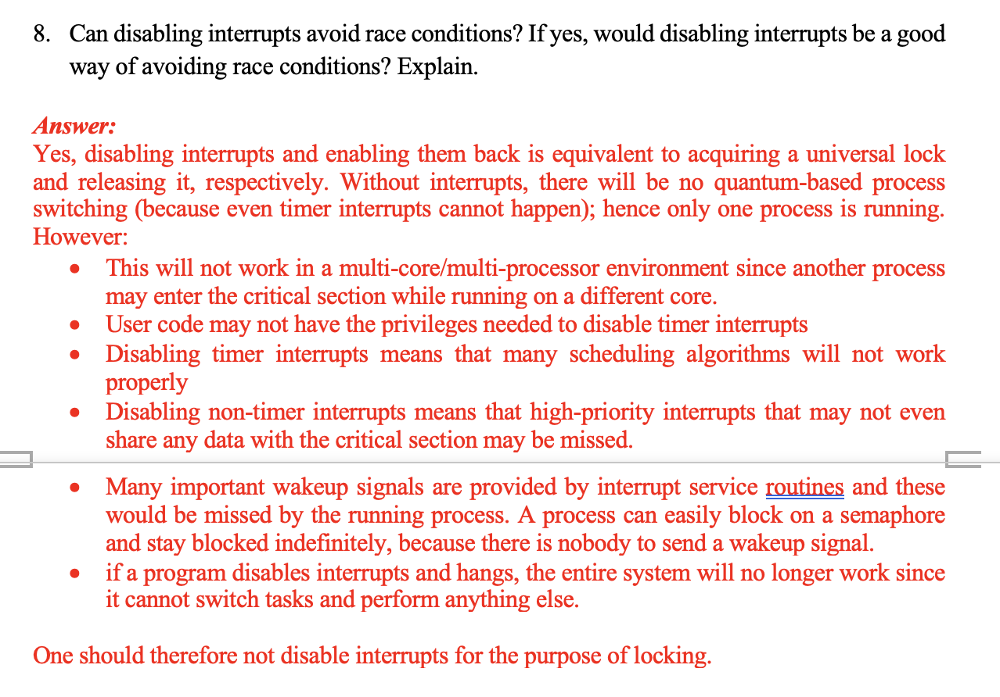 8. Can disabling interrupts avoid race conditions? If yes, would disabling interrupts be a good
way of avoiding race conditions? Explain.
Answer:
Yes, disabling interrupts and enabling them back is equivalent to acquiring a universal lock
and releasing it, respectively. Without interrupts, there will be no quantum-based process
switching (because even timer interrupts cannot happen); hence only one process is running.
However:
• This will not work in a multi-core/multi-processor environment since another process
may enter the critical section while running on a different core.
• User code may not have the privileges needed to disable timer interrupts
• Disabling timer interrupts means that many scheduling algorithms will not work
properly
• Disabling non-timer interrupts means that high-priority interrupts that may not even
share any data with the critical section may be missed.
• Many important wakeup signals are provided by interrupt service routines and these
would be missed by the running process. A process can easily block on a semaphore
and stay blocked indefinitely, because there is nobody to send a wakeup signal.
• if a program disables interrupts and hangs, the entire system will no longer work since
it cannot switch tasks and perform anything else.
One should therefore not disable interrupts for the purpose of locking.